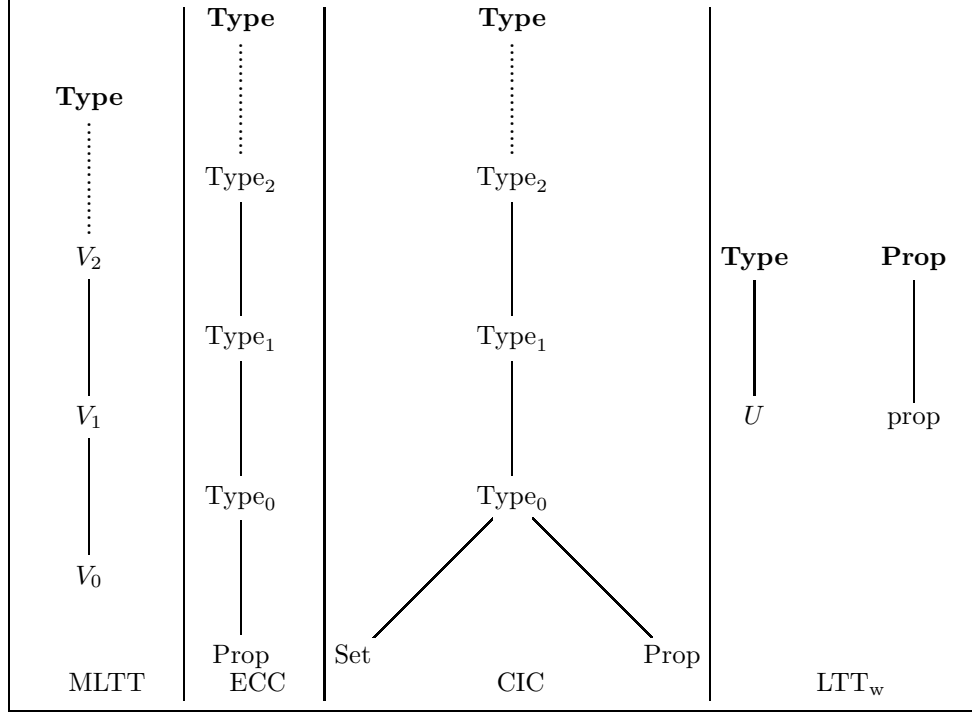 Type
V₂
V₁
V₀
MLTT
Type
Type₂
Type₁
Type₀
Prop
ECC
Type
Type₂
Type₁
Type₀
Set Prop
CIC
Type Prop
U prop
LTT_w